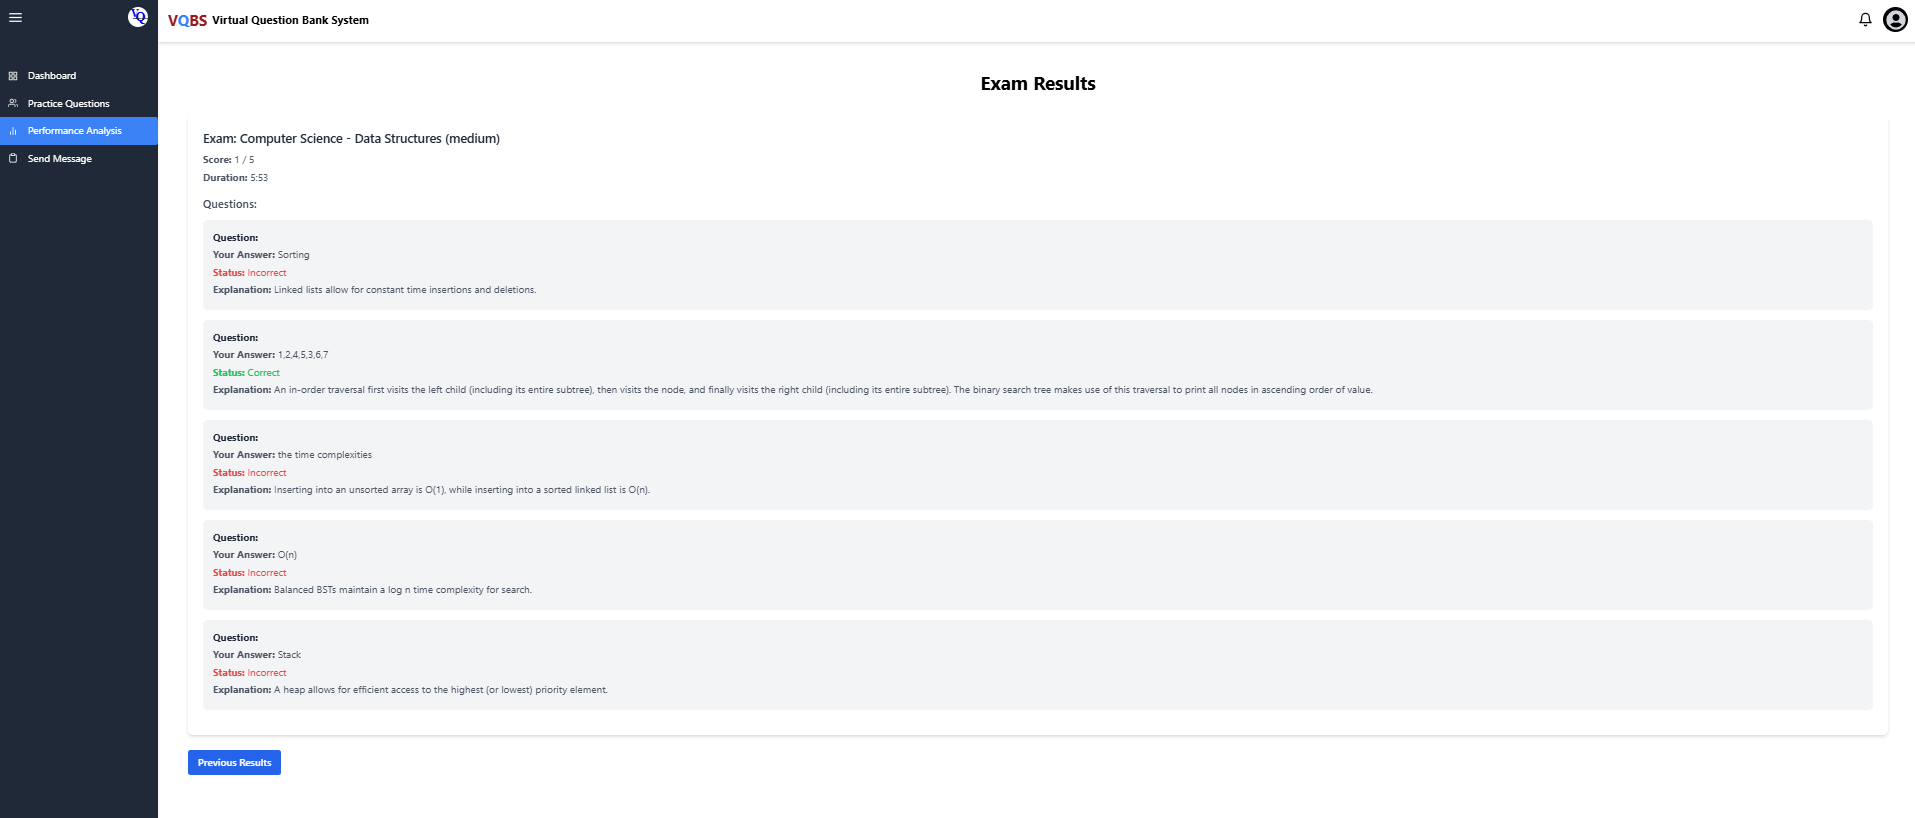 VQ
VQBS Virtual Question Bank System
Dashboard
Practice Questions
Performance Analysis
Send Message
Exam Results
Exam: Computer Science - Data Structures (medium)
Score: 1 / 5
Duration: 5:53
Questions:
Question:
Your Answer: Sorting
Status: Incorrect
Explanation: Linked lists allow for constant time insertions and deletions.
Question:
Your Answer: 1,2,4,5,3,6,7
Status: Correct
Explanation: An in-order traversal first visits the left child (including its entire subtree), then visits the node, and finally visits the right child (including its entire subtree). The binary search tree makes use of this traversal to print all nodes in ascending order of value.
Question:
Your Answer: the time complexities
Status: Incorrect
Explanation: Inserting into an unsorted array is O(1), while inserting into a sorted linked list is O(n).
Question:
Your Answer: O(n)
Status: Incorrect
Explanation: Balanced BSTs maintain a log n time complexity for search.
Question:
Your Answer: Stack
Status: Incorrect
Explanation: A heap allows for efficient access to the highest (or lowest) priority element.
Previous Results